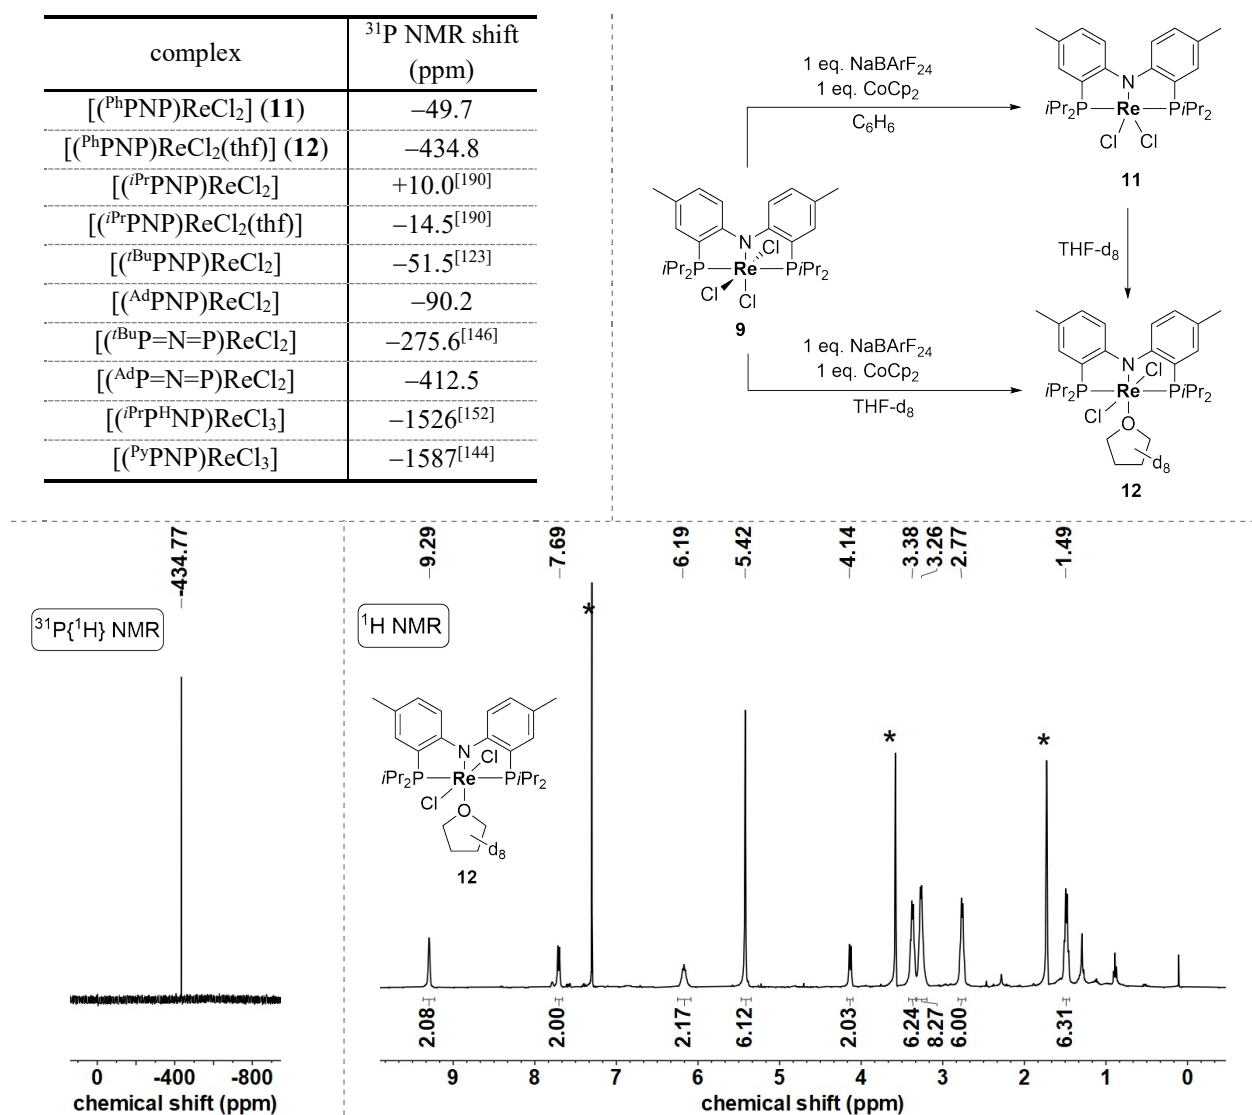 complex	³¹P NMR shift (ppm)
[(ᴾʰPNP)ReCl₂] (11)	−49.7
[(ᴾʰPNP)ReCl₂(thf)] (12)	−434.8
[(ⁱᴾʳPNP)ReCl₂]	+10.0[190]
[(ⁱᴾʳPNP)ReCl₂(thf)]	−14.5[190]
[(ᵗᴮᵘPNP)ReCl₂]	−51.5[123]
[(ᴬᵈPNP)ReCl₂]	−90.2
[(ᵗᴮᵘP=N=P)ReCl₂]	−275.6[146]
[(ᴬᵈP=N=P)ReCl₂]	−412.5
[(ⁱᴾʳPᴴNP)ReCl₃]	−1526[152]
[(ᴾʸPNP)ReCl₃]	−1587[144]
1 eq. NaBArF₂₄
1 eq. CoCp₂
C₆H₆
N
iPr₂P Re PiPr₂
Cl Cl
11
N
Cl
iPr₂P Re PiPr₂
Cl Cl
9
THF-d₈
1 eq. NaBArF₂₄
1 eq. CoCp₂
THF-d₈
N
Cl
iPr₂P Re PiPr₂
Cl
O
d₈
12
-434.77
³¹P{¹H} NMR
0 -400 -800
chemical shift (ppm)
9.29 7.69 6.19 5.42 4.14 3.38 3.26 2.77 1.49
¹H NMR
* * *
N
Cl
iPr₂P Re PiPr₂
Cl
O
d₈
12
2.08 2.00 2.17 6.12 2.03 6.24 8.27 6.00 6.31
9 8 7 6 5 4 3 2 1 0
chemical shift (ppm)